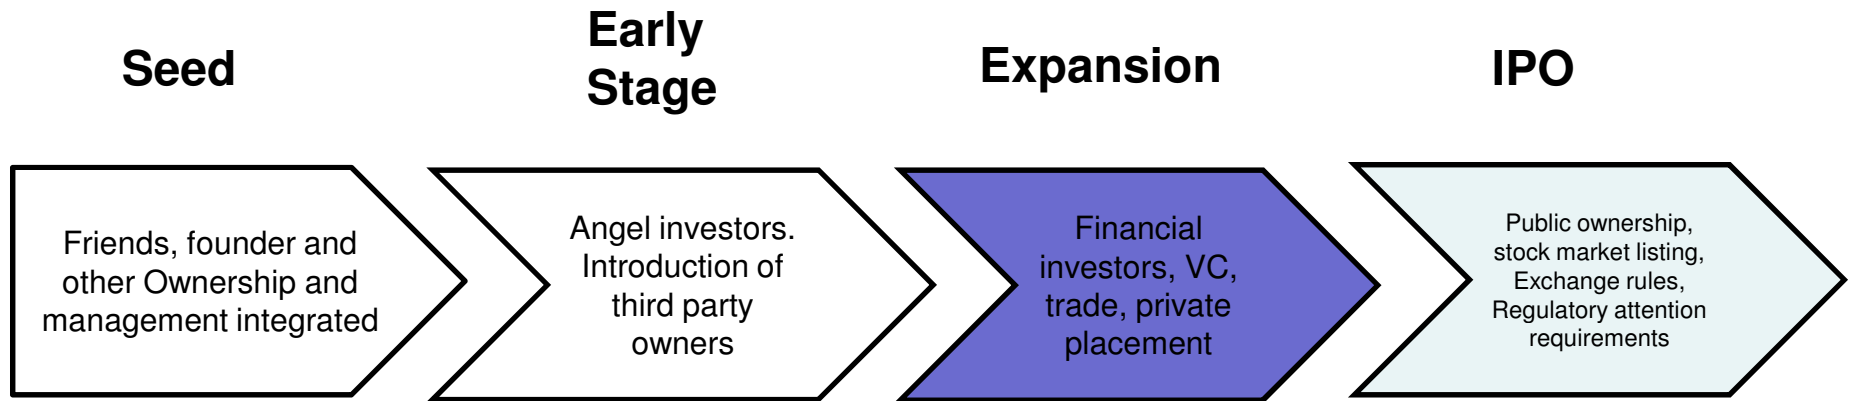 Seed
Early
Stage
Expansion
IPO
Friends, founder and
other Ownership and
management integrated
Angel investors.
Introduction of
third party
owners
Financial
investors, VC,
trade, private
placement
Public ownership,
stock market listing,
Exchange rules,
Regulatory attention
requirements